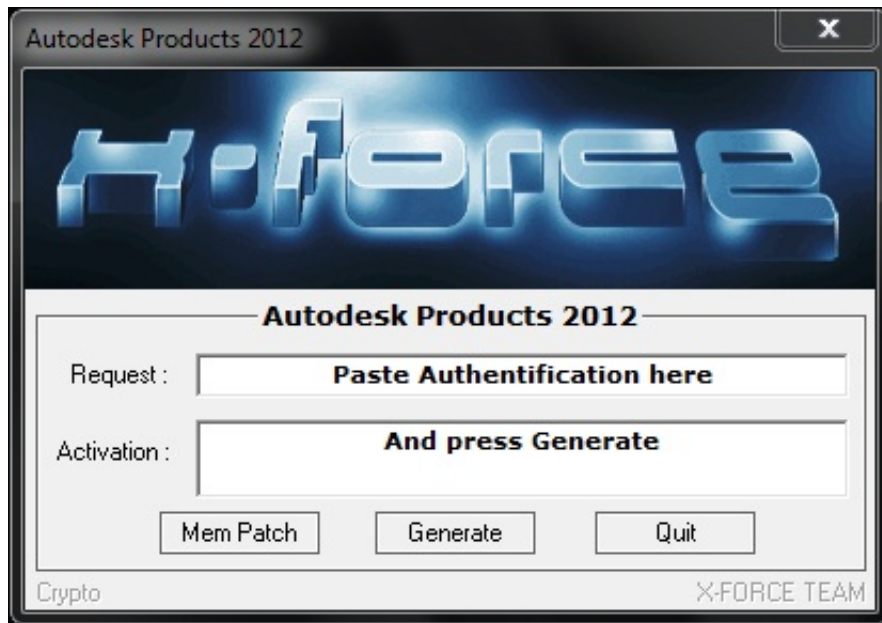 Autodesk Products 2012
X
x-force
Autodesk Products 2012
Request :
Paste Authentification here
Activation :
And press Generate
Mem Patch
Generate
Quit
Crypto
X-FORCE TEAM